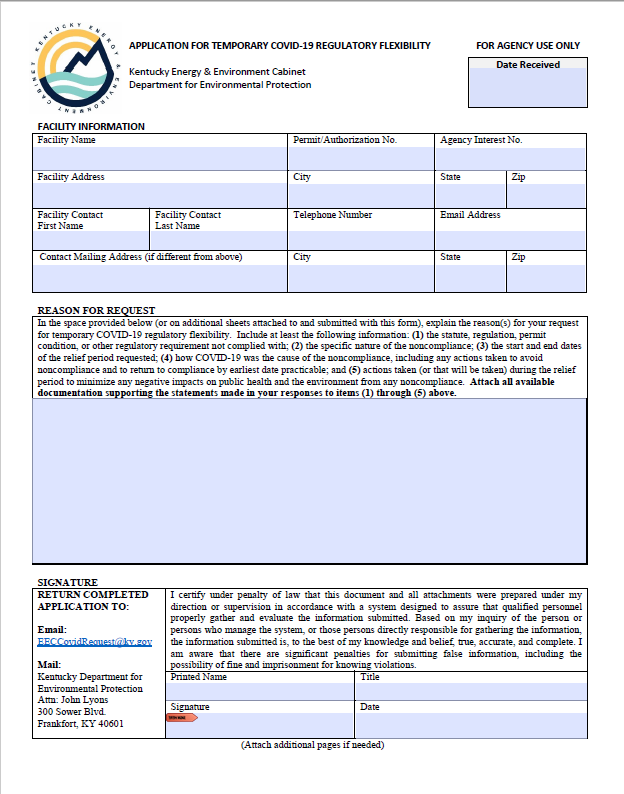 KENTUCKY ENERGY & ENVIRONMENT CABINET
APPLICATION FOR TEMPORARY COVID-19 REGULATORY FLEXIBILITY
FOR AGENCY USE ONLY
Kentucky Energy & Environment Cabinet
Department for Environmental Protection
Date Received
FACILITY INFORMATION
Facility Name
Permit/Authorization No.
Agency Interest No.
Facility Address
City
State
Zip
Facility Contact
First Name
Facility Contact
Last Name
Telephone Number
Email Address
Contact Mailing Address (if different from above)
City
State
Zip
REASON FOR REQUEST
In the space provided below (or on additional sheets attached to and submitted with this form), explain the reason(s) for your request
for temporary COVID-19 regulatory flexibility. Include at least the following information: (1) the statute, regulation, permit
condition, or other regulatory requirement not complied with; (2) the specific nature of the noncompliance; (3) the start and end dates
of the relief period requested; (4) how COVID-19 was the cause of the noncompliance, including any actions taken to avoid
noncompliance and to return to compliance by earliest date practicable; and (5) actions taken (or that will be taken) during the relief
period to minimize any negative impacts on public health and the environment from any noncompliance. Attach all available
documentation supporting the statements made in your responses to items (1) through (5) above.
SIGNATURE
RETURN COMPLETED
APPLICATION TO:
Email:
EECCovidRequest@ky.gov
Mail:
Kentucky Department for
Environmental Protection
Attn: John Lyons
300 Sower Blvd.
Frankfort, KY 40601
I certify under penalty of law that this document and all attachments were prepared under my
direction or supervision in accordance with a system designed to assure that qualified personnel
properly gather and evaluate the information submitted. Based on my inquiry of the person or
persons who manage the system, or those persons directly responsible for gathering the information,
the information submitted is, to the best of my knowledge and belief, true, accurate, and complete. I
am aware that there are significant penalties for submitting false information, including the
possibility of fine and imprisonment for knowing violations.
Printed Name
Title
Signature
Date
(Attach additional pages if needed)